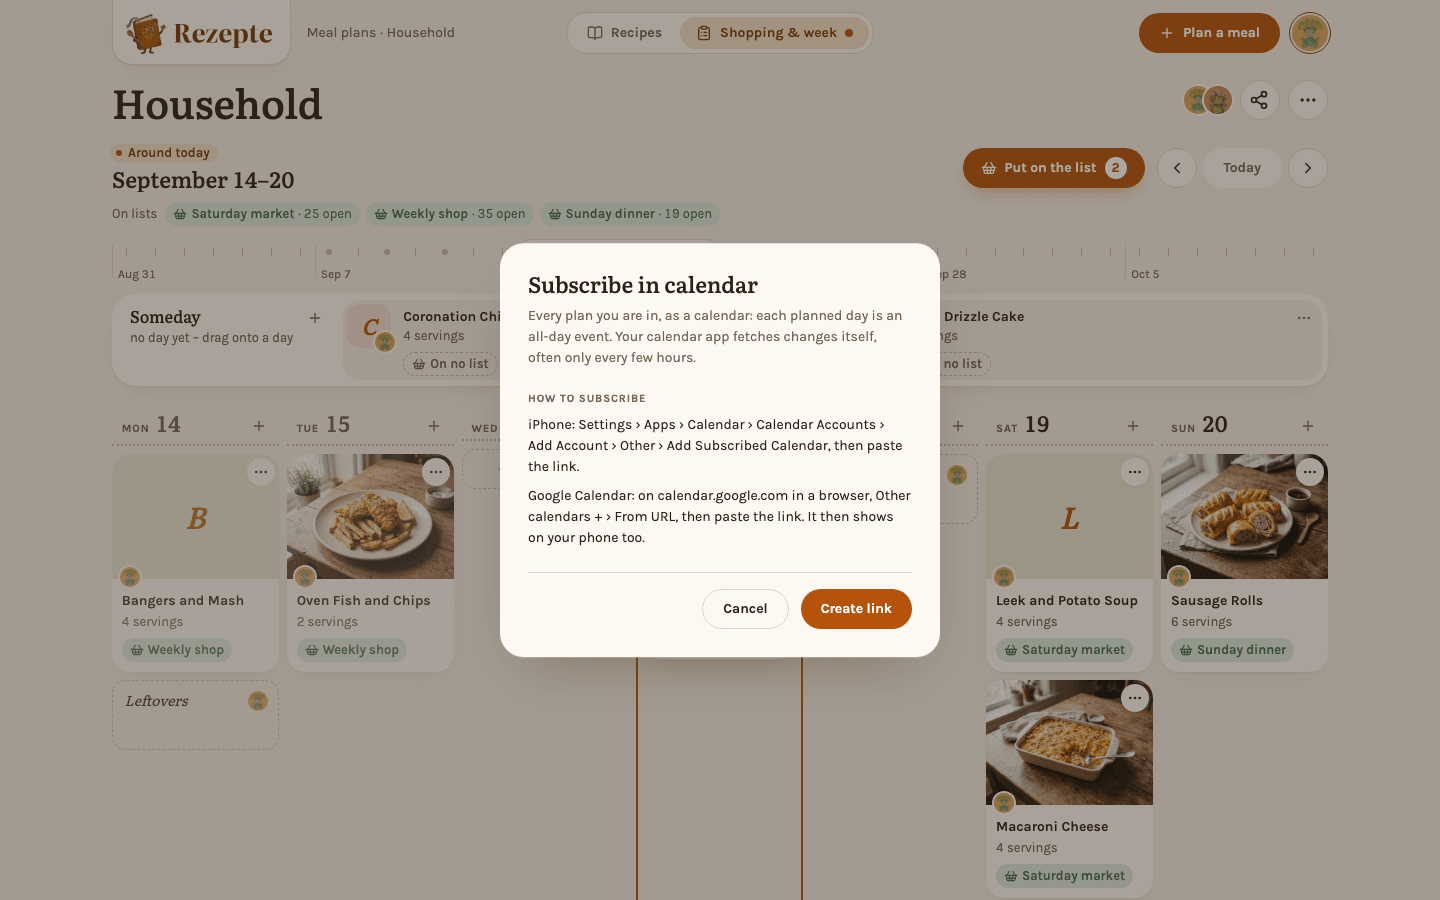 Rezepte
Meal plans · Household
Recipes
Shopping & week
+ Plan a meal
Household
Around today
September 14–20
Put on the list 2
Today
On lists
Saturday market · 25 open
Weekly shop · 35 open
Sunday dinner · 19 open
Aug 31
Sep 7
ep 28
Oct 5
Someday
+
no day yet – drag onto a day
C
Coronation Chi
4 servings
On no list
Drizzle Cake
ngs
no list
Subscribe in calendar
Every plan you are in, as a calendar: each planned day is an
all-day event. Your calendar app fetches changes itself,
often only every few hours.
HOW TO SUBSCRIBE
iPhone: Settings › Apps › Calendar › Calendar Accounts ›
Add Account › Other › Add Subscribed Calendar, then paste
the link.
Google Calendar: on calendar.google.com in a browser, Other
calendars + › From URL, then paste the link. It then shows
on your phone too.
Cancel
Create link
MON 14 +
TUE 15 +
WED
+
SAT 19 +
SUN 20 +
B
Bangers and Mash
4 servings
Weekly shop
Leftovers
Oven Fish and Chips
2 servings
Weekly shop
L
Leek and Potato Soup
4 servings
Saturday market
Macaroni Cheese
4 servings
Saturday market
Sausage Rolls
6 servings
Sunday dinner